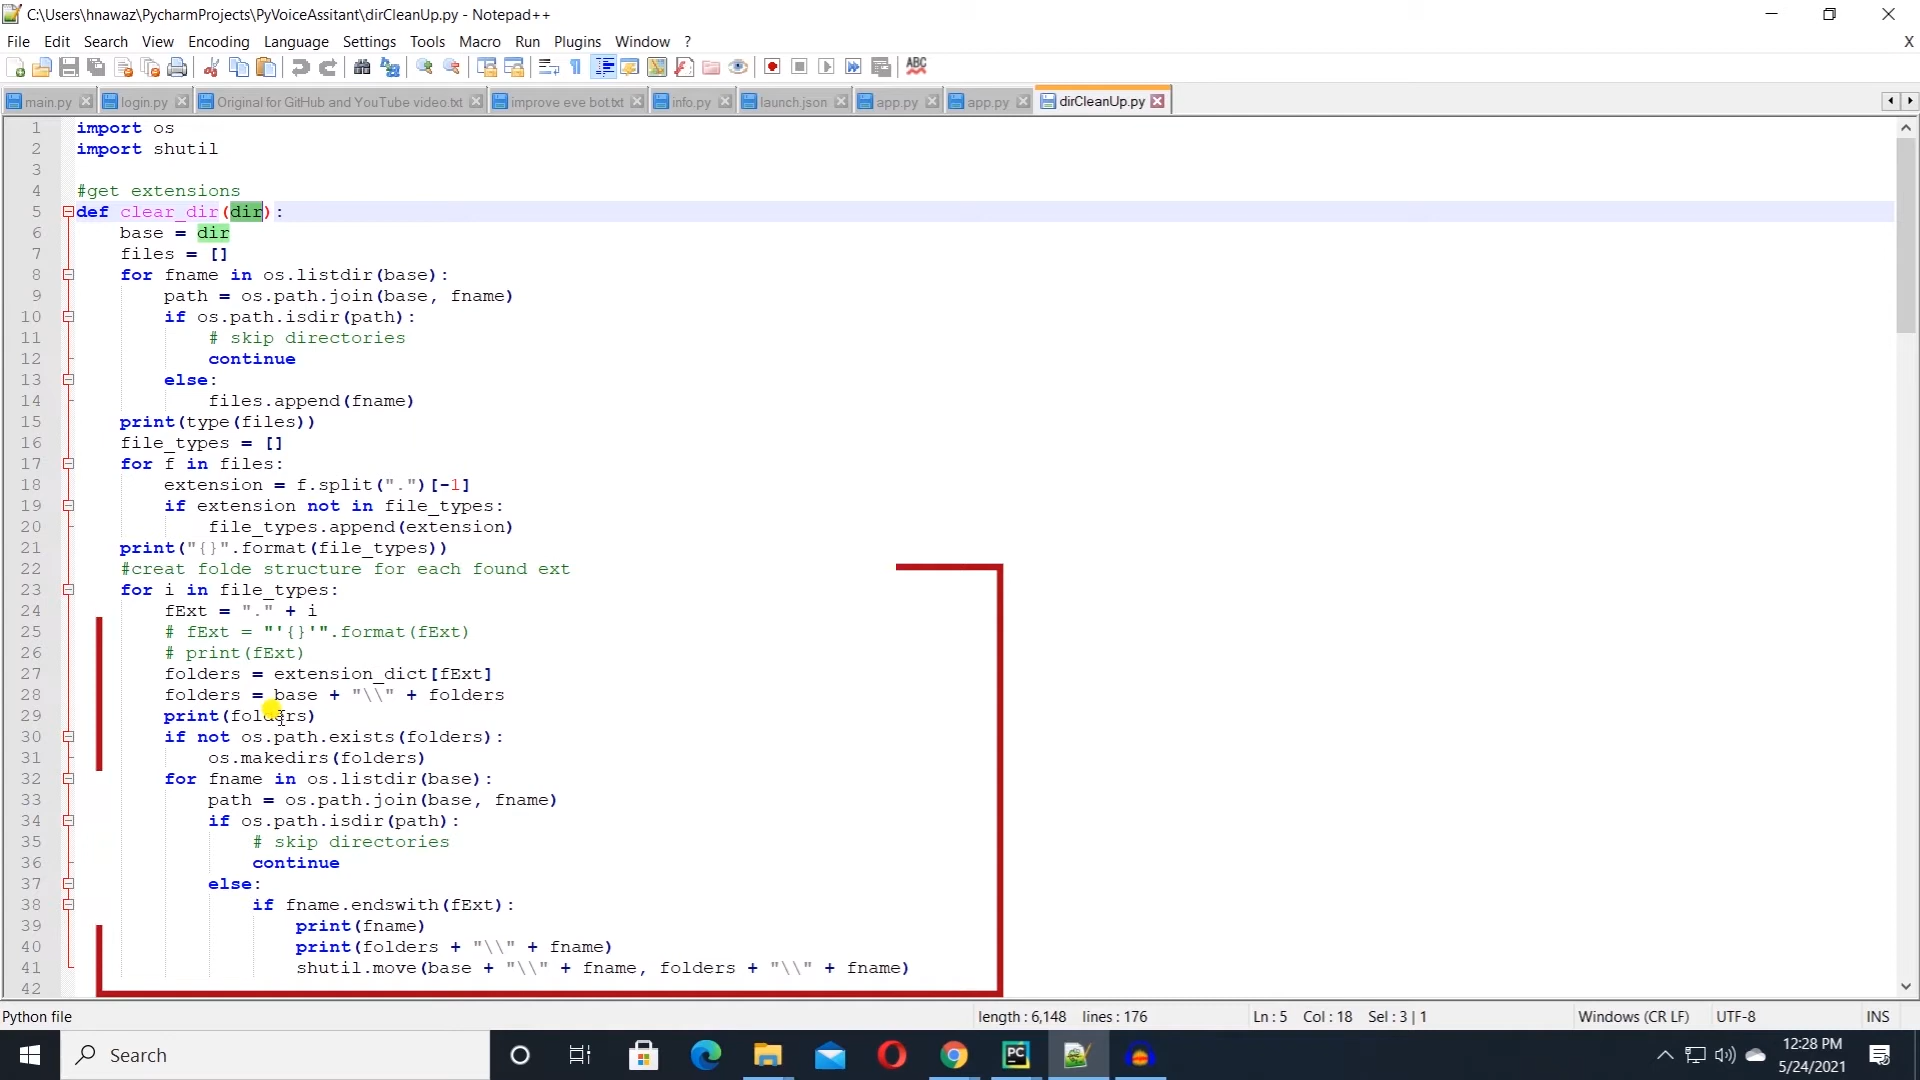 C:\Users\hnawaz\PycharmProjects\PyVoiceAssitant\dirCleanUp.py - Notepad++
File Edit Search View Encoding Language Settings Tools Macro Run Plugins Window ? X
main.py login.py Original for GitHub and YouTube video.txt improve eve bot.txt info.py launch.json app.py app.py dirCleanUp.py
1 import os
2 import shutil
3
4 #get extensions
5 def clear_dir(dir):
6 base = dir
7 files = []
8 for fname in os.listdir(base):
9 path = os.path.join(base, fname)
10 if os.path.isdir(path):
11 # skip directories
12 continue
13 else:
14 files.append(fname)
15 print(type(files))
16 file_types = []
17 for f in files:
18 extension = f.split(".")[-1]
19 if extension not in file_types:
20 file_types.append(extension)
21 print("{}".format(file_types))
22 #creat folde structure for each found ext
23 for i in file_types:
24 fExt = "." + i
25 # fExt = "'{}'".format(fExt)
26 # print(fExt)
27 folders = extension_dict[fExt]
28 folders = base + "\\" + folders
29 print(folders)
30 if not os.path.exists(folders):
31 os.makedirs(folders)
32 for fname in os.listdir(base):
33 path = os.path.join(base, fname)
34 if os.path.isdir(path):
35 # skip directories
36 continue
37 else:
38 if fname.endswith(fExt):
39 print(fname)
40 print(folders + "\\" + fname)
41 shutil.move(base + "\\" + fname, folders + "\\" + fname)
42
Python file length : 6,148 lines : 176 Ln : 5 Col : 18 Sel : 3 | 1 Windows (CR LF) UTF-8 INS
Search
12:28 PM
5/24/2021